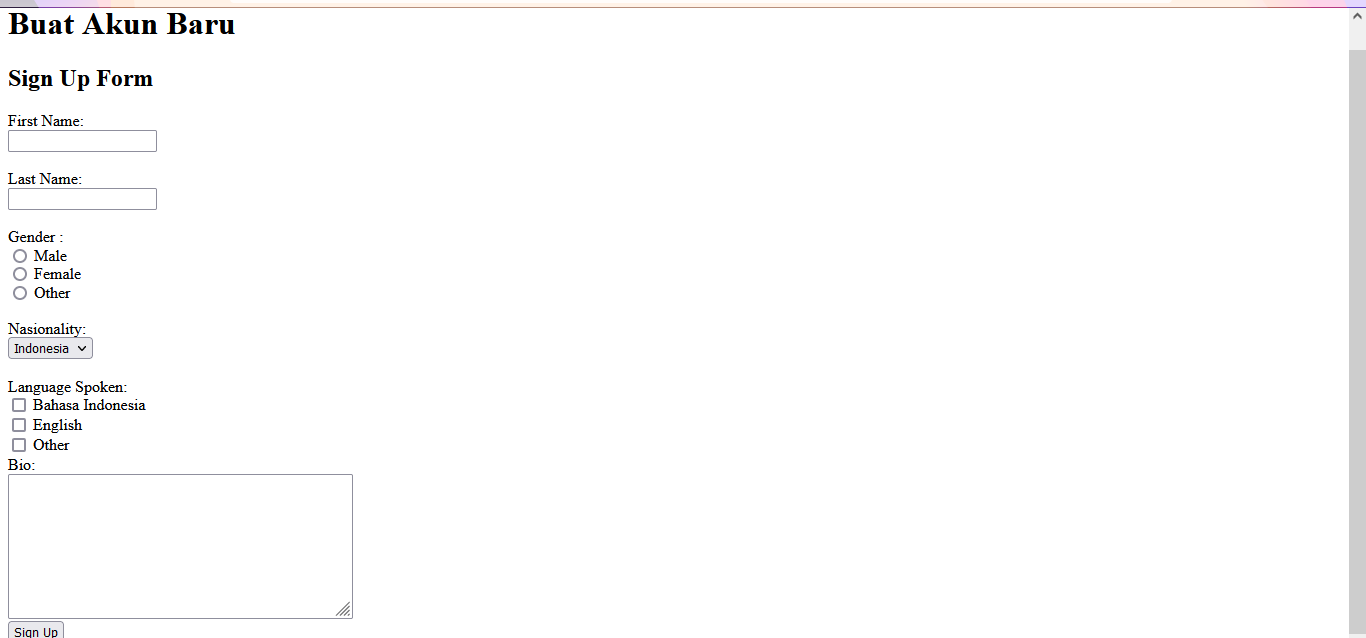 Buat Akun Baru
Sign Up Form
First Name:
Last Name:
Gender :
Male
Female
Other
Nasionality:
Indonesia
Language Spoken:
Bahasa Indonesia
English
Other
Bio:
Sign Up